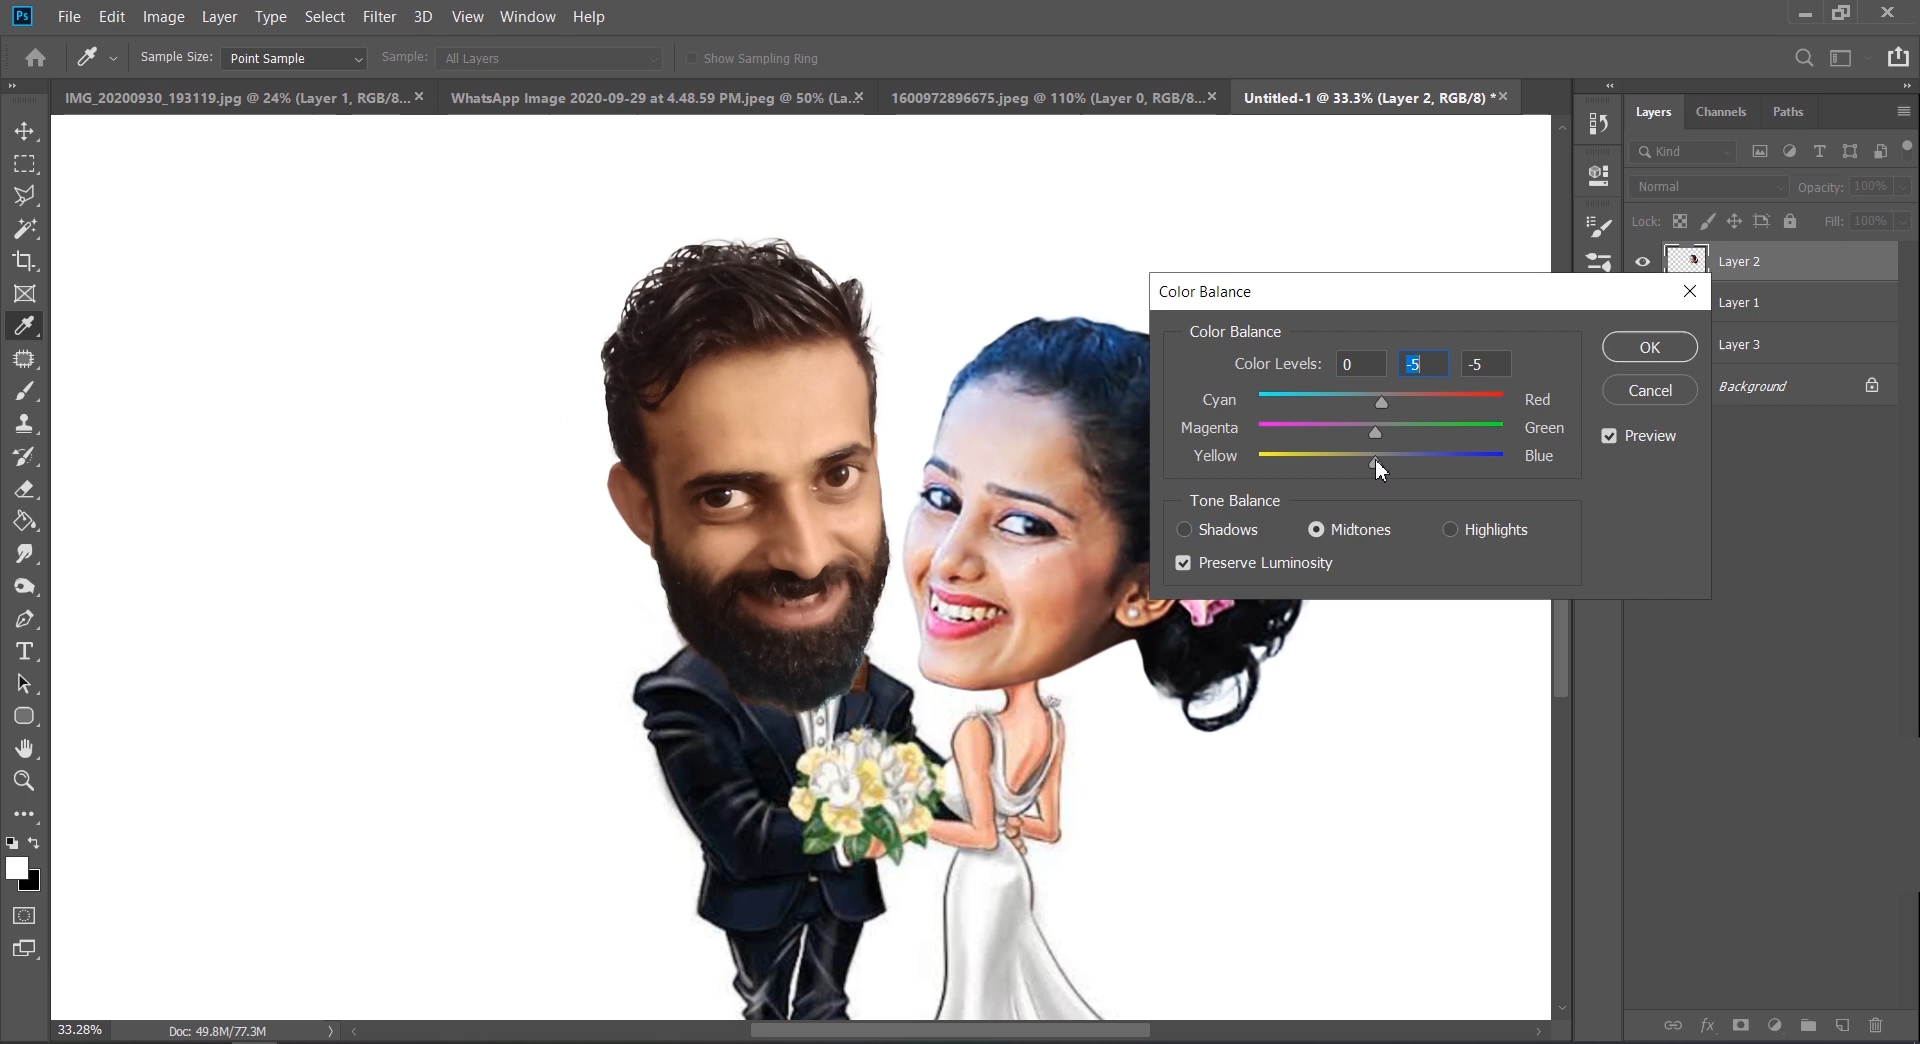 Ps File Edit Image Layer Type Select Filter 3D View Window Help
Sample Size: Point Sample Sample: All Layers Show Sampling Ring
IMG_20200930_193119.jpg @ 24% (Layer 1, RGB/8... WhatsApp Image 2020-09-29 at 4.48.59 PM.jpeg @ 50% (La... 1600972896675.jpeg @ 110% (Layer 0, RGB/8... Untitled-1 @ 33.3% (Layer 2, RGB/8) *
Layers Channels Paths
Kind
Normal Opacity: 100%
Lock: Fill: 100%
Layer 2
Layer 1
Layer 3
Background
Color Balance
Color Balance
Color Levels: 0 -5 -5
Cyan Red
Magenta Green
Yellow Blue
Tone Balance
Shadows Midtones Highlights
Preserve Luminosity
OK
Cancel
Preview
33.28% Doc: 49.8M/77.3M
fx